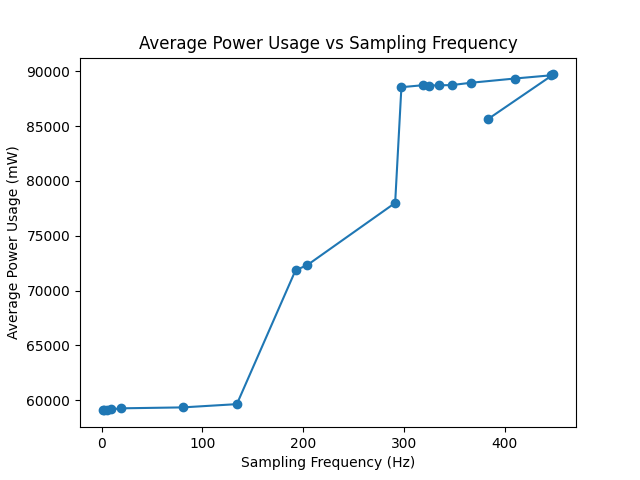 Average Power Usage vs Sampling Frequency
90000
85000
80000
75000
70000
65000
60000
Average Power Usage (mW)
0 100 200 300 400
Sampling Frequency (Hz)